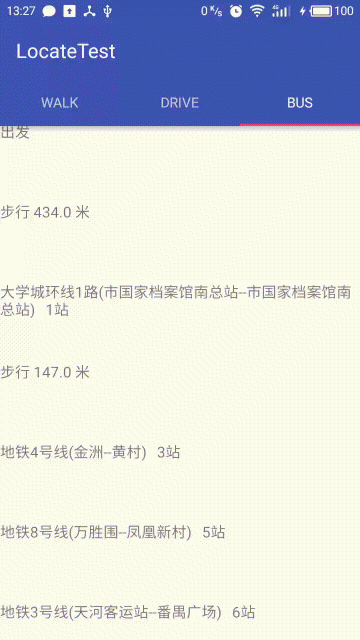 13:27 0 K/s 4G 100
LocateTest
WALK DRIVE BUS
出发
步行 434.0 米
大学城环线1路(市国家档案馆南总站--市国家档案馆南
总站) 1站
步行 147.0 米
地铁4号线(金洲--黄村) 3站
地铁8号线(万胜围--凤凰新村) 5站
地铁3号线(天河客运站--番禺广场) 6站